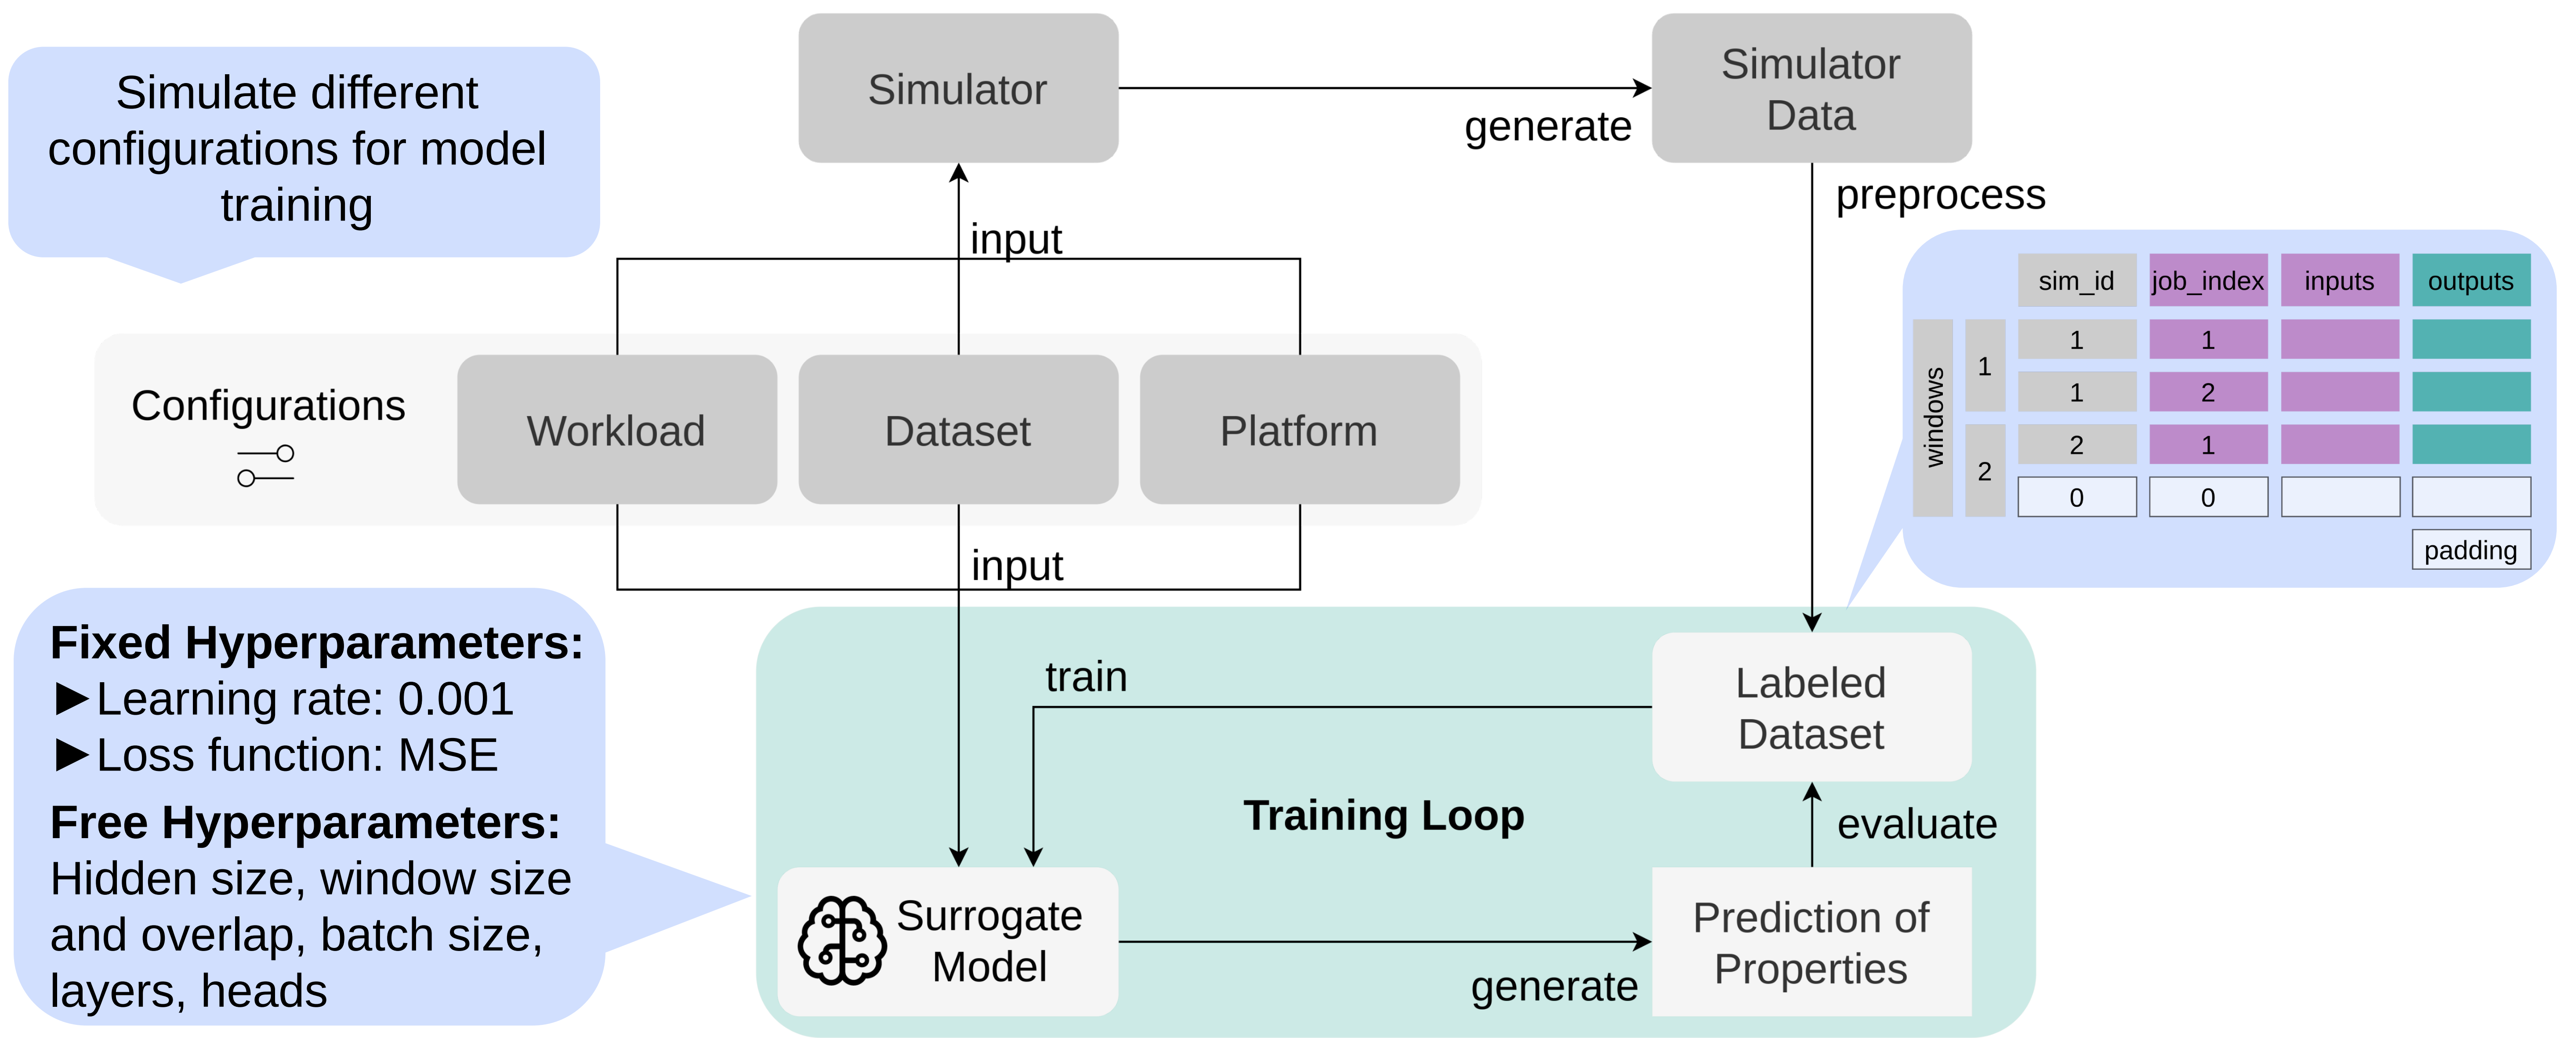 Simulate different
configurations for model
training
Simulator
generate
Simulator
Data
preprocess
input
Configurations
Workload
Dataset
Platform
input
sim_id job_index inputs outputs
windows
1
1 1
1 2
2
2 1
0 0
padding
Fixed Hyperparameters:
►Learning rate: 0.001
►Loss function: MSE
Free Hyperparameters:
Hidden size, window size
and overlap, batch size,
layers, heads
train
Labeled
Dataset
Training Loop
evaluate
Surrogate
Model
generate
Prediction of
Properties